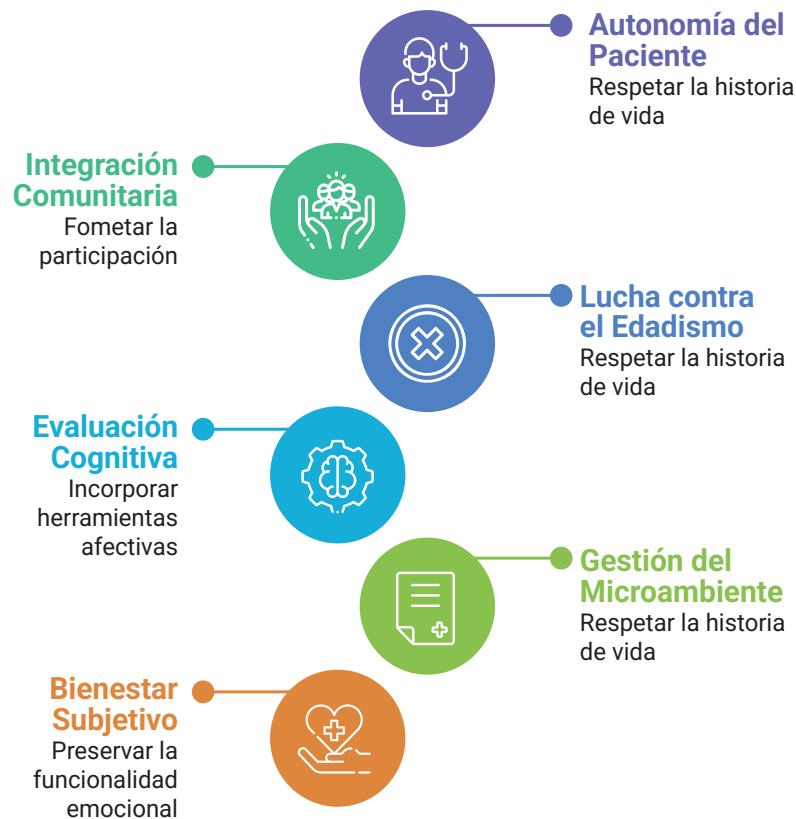 Autonomía del
Paciente
Respetar la historia
de vida
Integración
Comunitaria
Fometar la
participación
Lucha contra
el Edadismo
Respetar la historia
de vida
Evaluación
Cognitiva
Incorporar
herramientas
afectivas
Gestión del
Microambiente
Respetar la historia
de vida
Bienestar
Subjetivo
Preservar la
funcionalidad
emocional